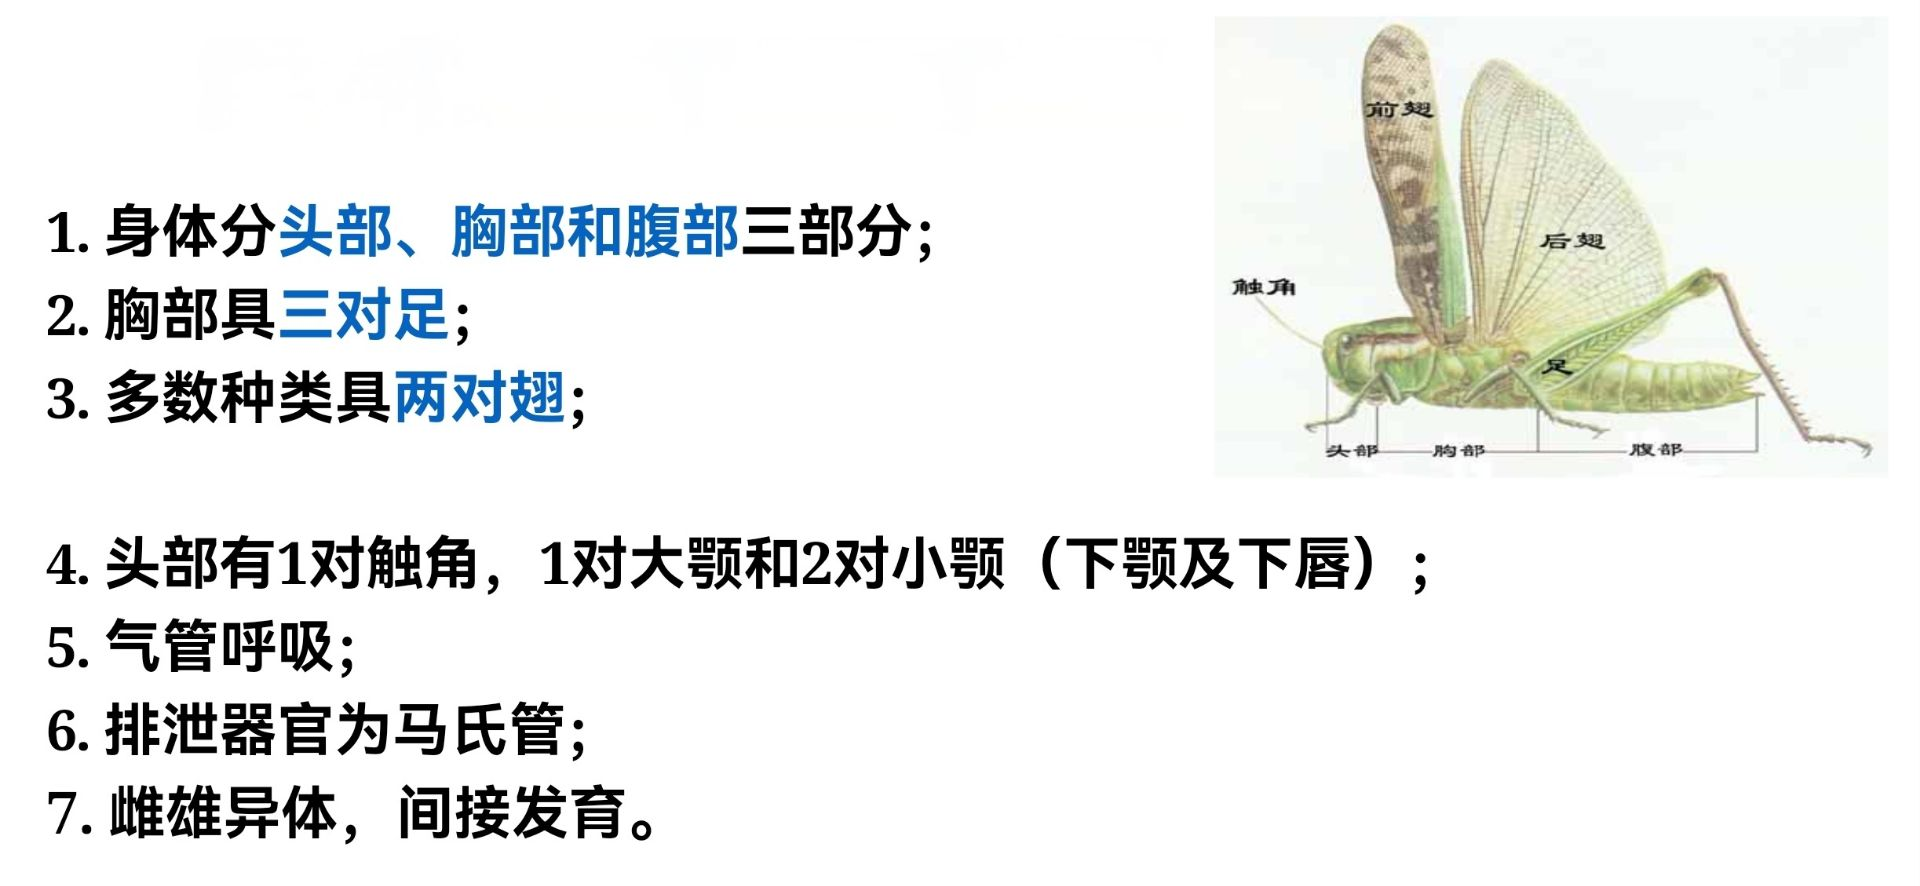 1. 身体分头部、胸部和腹部三部分；
2. 胸部具三对足；
3. 多数种类具两对翅；
4. 头部有1对触角，1对大颚和2对小颚（下颚及下唇）；
5. 气管呼吸；
6. 排泄器官为马氏管；
7. 雌雄异体，间接发育。
前翅
后翅
触角
足
头部 胸部 腹部